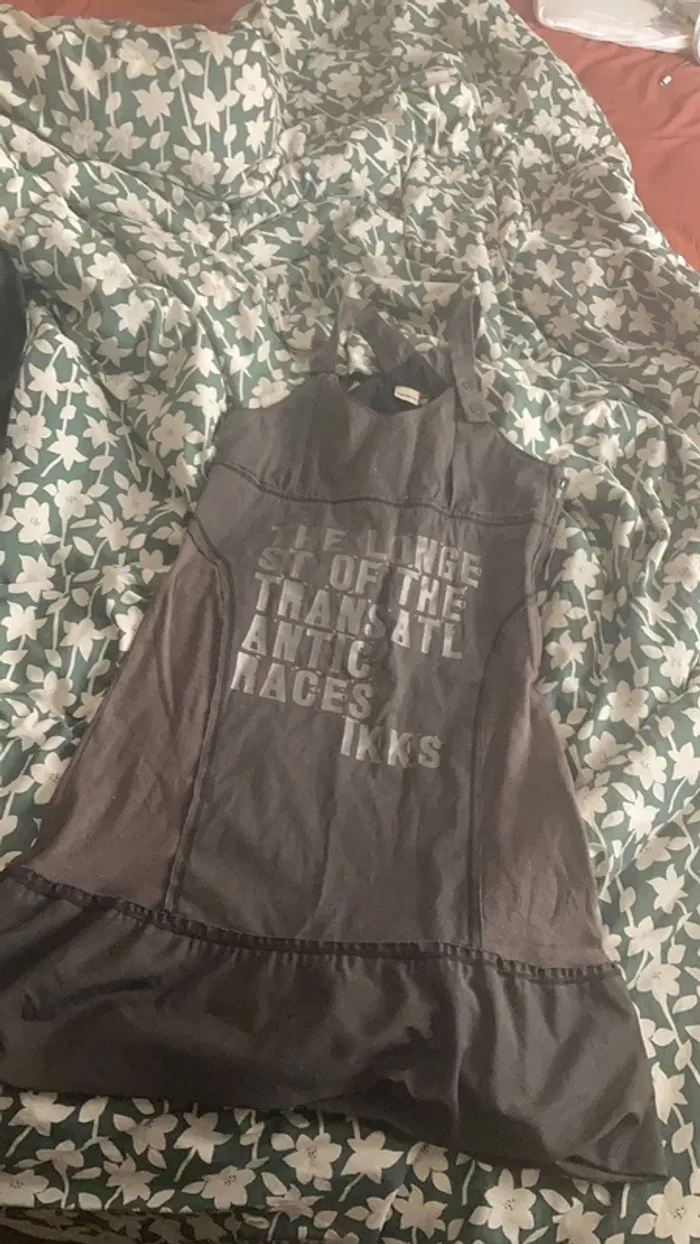 THE LONGE
ST OF THE
TRANSATL
ANTIC
RACES
IKKS